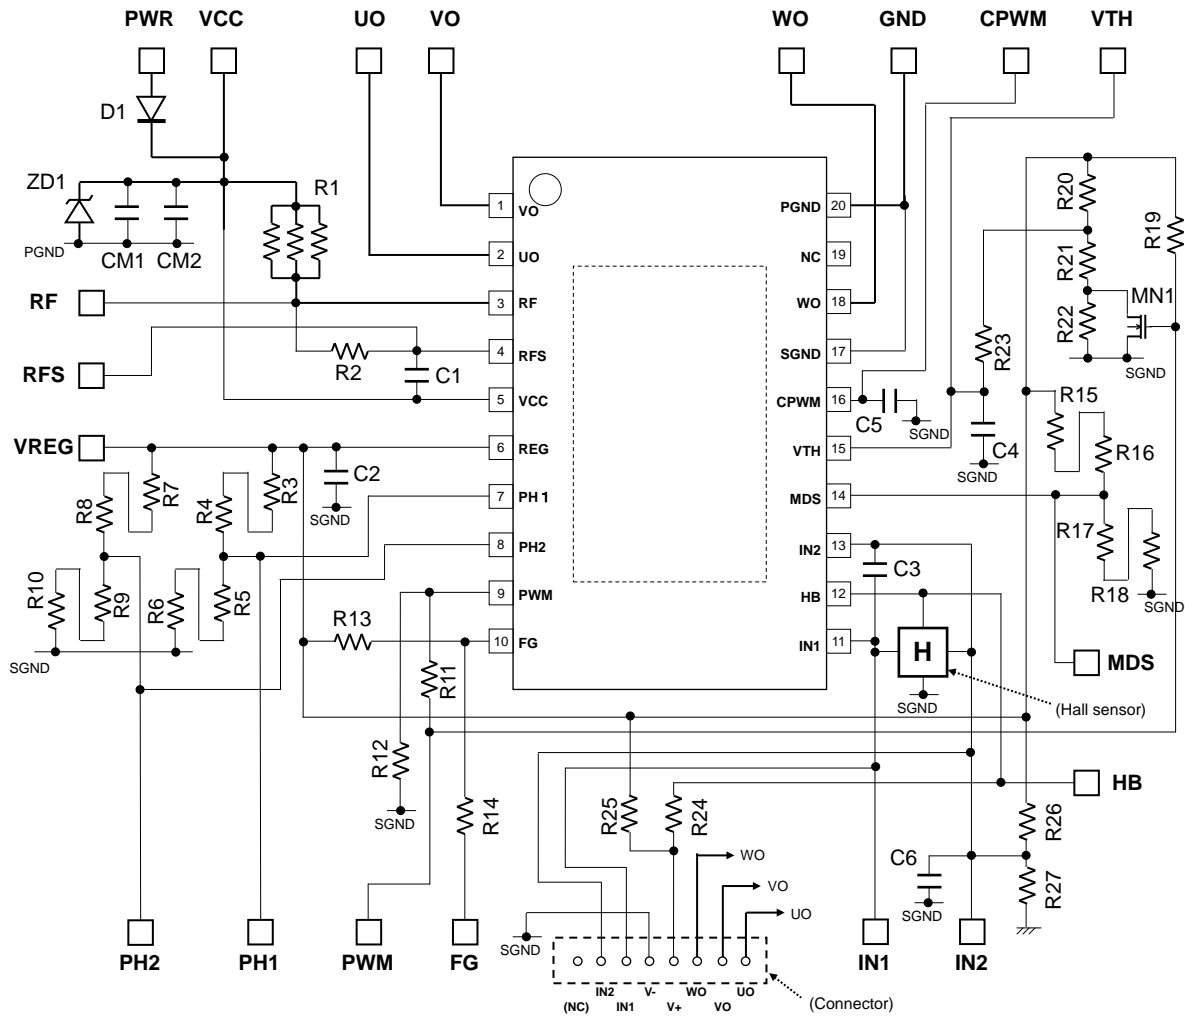 PWR VCC UO VO WO GND CPWM VTH
D1
ZD1 R1 R20 R19
PGND CM1 CM2
1 VO PGND 20
2 UO NC 19 R21
RF 3 RF WO 18 R22 MN1
RFS R2 C1 4 RFS SGND 17 R23 SGND
5 VCC CPWM 16 C5 SGND R15
VREG 6 REG VTH 15 C4 SGND R16
R8 R7 R4 R3 C2 SGND
7 PH1 MDS 14 R17
8 PH2 IN2 13 C3
R10 R9 R6 R5 9 PWM HB 12 R18 SGND
SGND R13 10 FG IN1 11 H MDS
R11 SGND (Hall sensor)
R12 SGND R14 R25 R24 HB
R26
WO C6 SGND R27
VO
UO
SGND
PH2 PH1 PWM FG IN1 IN2
IN2 V- WO UO
(NC) IN1 V+ VO (Connector)